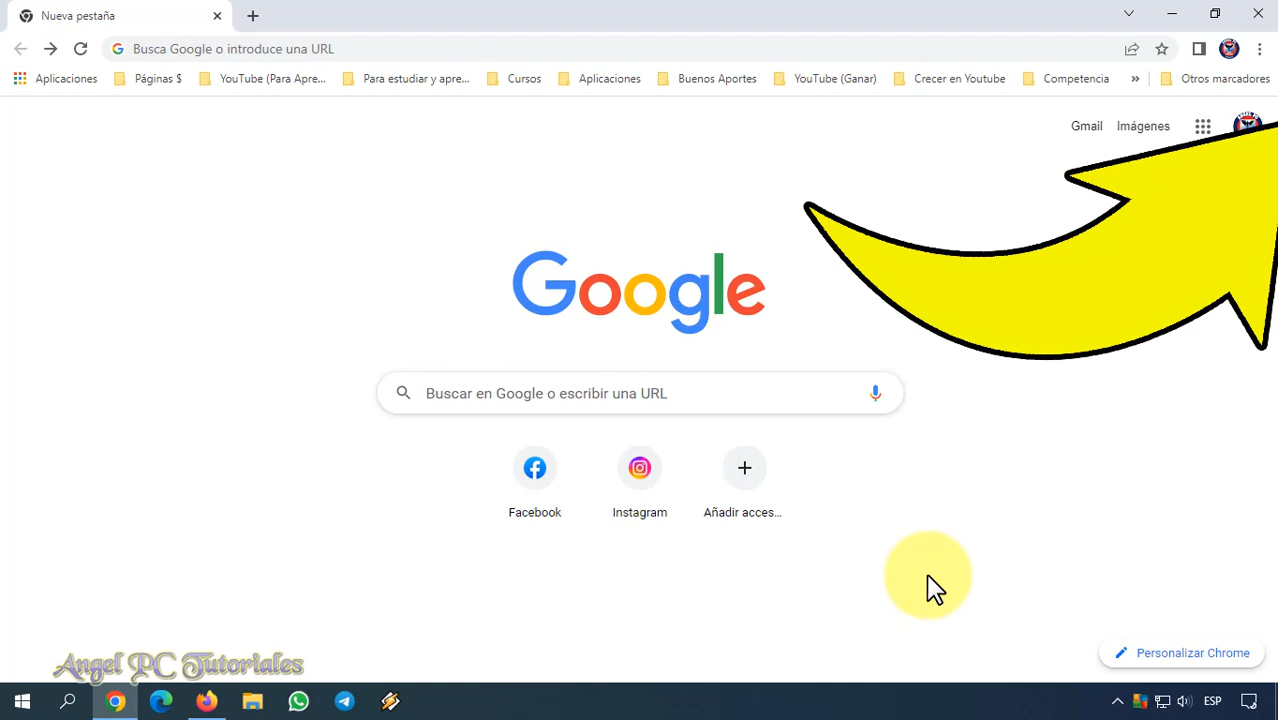 Nueva pestaña
Busca Google o introduce una URL
Aplicaciones Páginas $ YouTube (Para Apre... Para estudiar y apre... Cursos Aplicaciones Buenos Aportes YouTube (Ganar) Crecer en Youtube Competencia » Otros marcadores
Gmail Imágenes
Google
Buscar en Google o escribir una URL
Facebook Instagram Añadir acces...
Personalizar Chrome
Angel PC Tutoriales
ESP